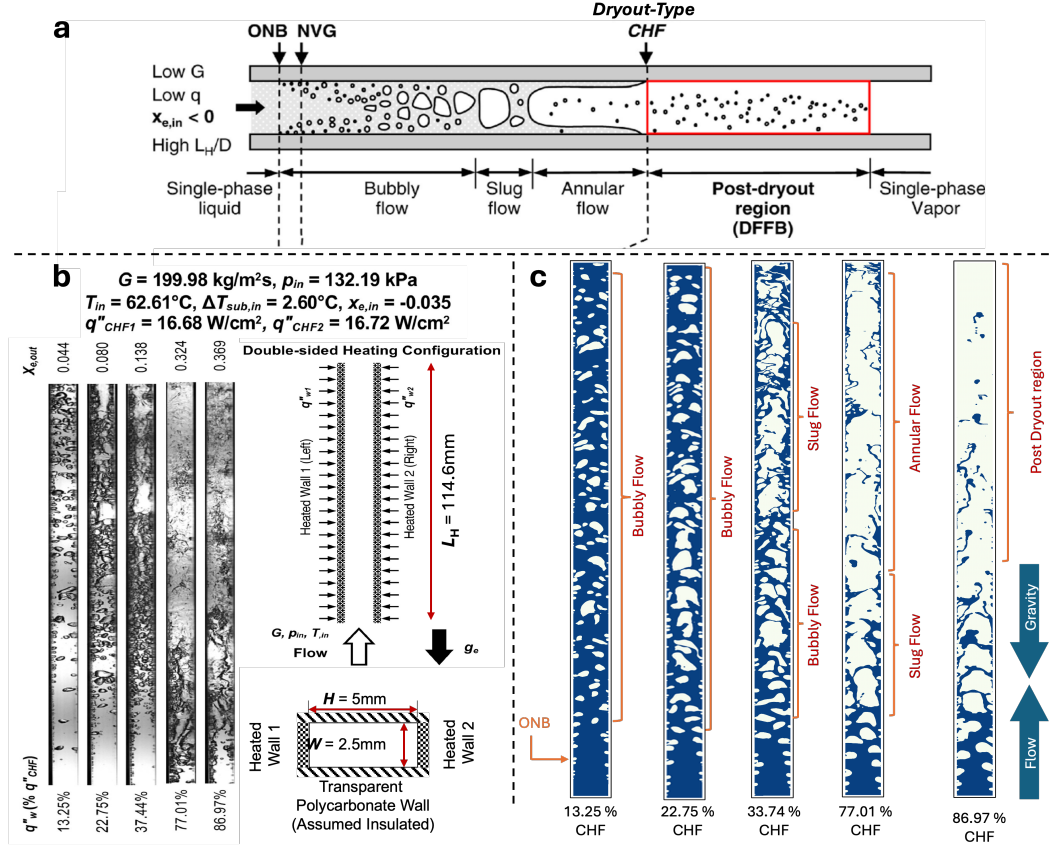 a
Dryout-Type
CHF
ONB
NVG
Low G
Low q
x_e,in < 0
High L_H/D
Single-phase
liquid
Bubbly
flow
Slug
flow
Annular
flow
Post-dryout
region
(DFFB)
Single-phase
Vapor
b
G = 199.98 kg/m²s, p_in = 132.19 kPa
T_in = 62.61°C, ΔT_sub,in = 2.60°C, x_e,in = -0.035
q"_CHF1 = 16.68 W/cm², q"_CHF2 = 16.72 W/cm²
x_e,out
0.044
0.080
0.138
0.324
0.369
q"_w (% q"_CHF)
13.25%
22.75%
37.44%
77.01%
86.97%
Double-sided Heating Configuration
q"_w1
q"_w2
Heated Wall 1 (Left)
Heated Wall 2 (Right)
L_H = 114.6mm
G, p_in, T_,in
Flow
g_e
H = 5mm
W = 2.5mm
Heated
Wall 1
Heated
Wall 2
Transparent
Polycarbonate Wall
(Assumed Insulated)
c
Bubbly Flow
Bubbly Flow
Slug Flow
Bubbly Flow
Annular Flow
Slug Flow
Post Dryout region
ONB
Gravity
Flow
13.25 %
CHF
22.75 %
CHF
33.74 %
CHF
77.01 %
CHF
86.97 %
CHF